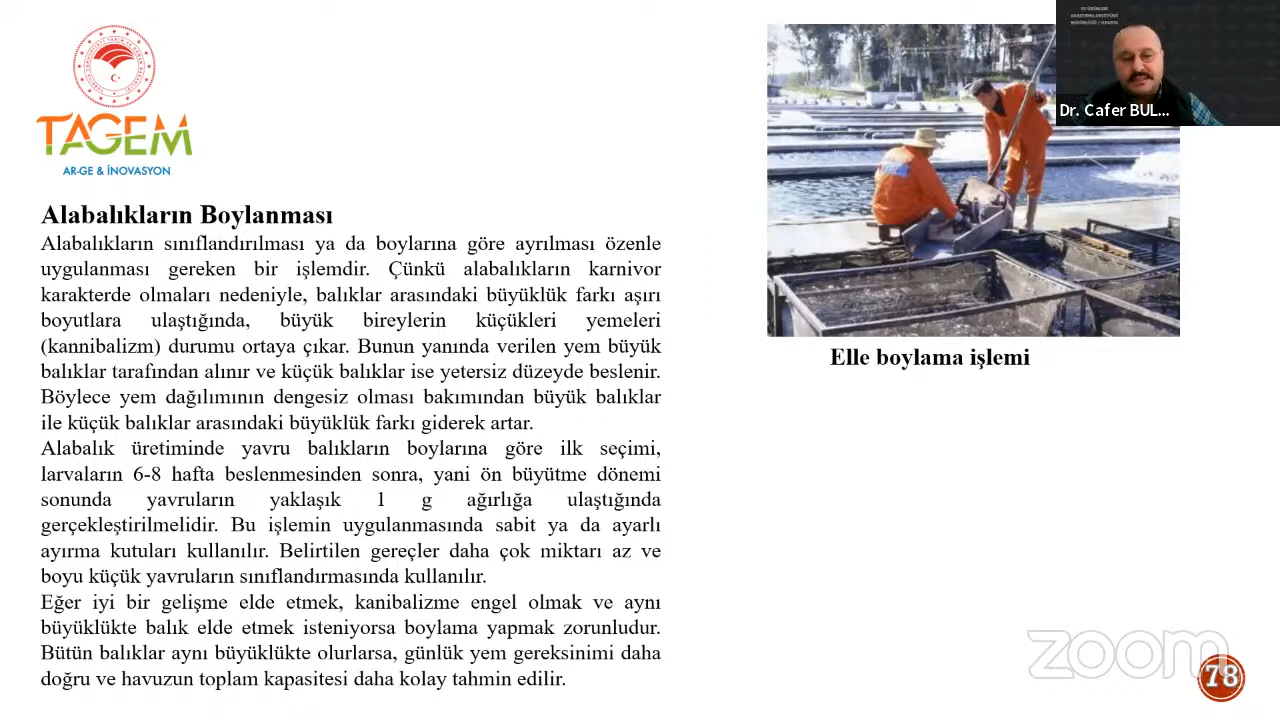 TAGEM
AR-GE & İNOVASYON
Alabalıkların Boylanması
Alabalıkların sınıflandırılması ya da boylarına göre ayrılması özenle
uygulanması gereken bir işlemdir. Çünkü alabalıkların karnivor
karakterde olmaları nedeniyle, balıklar arasındaki büyüklük farkı aşırı
boyutlara ulaştığında, büyük bireylerin küçükleri yemeleri
(kannibalizm) durumu ortaya çıkar. Bunun yanında verilen yem büyük
balıklar tarafından alınır ve küçük balıklar ise yetersiz düzeyde beslenir.
Böylece yem dağılımının dengesiz olması bakımından büyük balıklar
ile küçük balıklar arasındaki büyüklük farkı giderek artar.
Alabalık üretiminde yavru balıkların boylarına göre ilk seçimi,
larvaların 6-8 hafta beslenmesinden sonra, yani ön büyütme dönemi
sonunda yavruların yaklaşık 1 g ağırlığa ulaştığında
gerçekleştirilmelidir. Bu işlemin uygulanmasında sabit ya da ayarlı
ayırma kutuları kullanılır. Belirtilen gereçler daha çok miktarı az ve
boyu küçük yavruların sınıflandırmasında kullanılır.
Eğer iyi bir gelişme elde etmek, kanibalizme engel olmak ve aynı
büyüklükte balık elde etmek isteniyorsa boylama yapmak zorunludur.
Bütün balıklar aynı büyüklükte olurlarsa, günlük yem gereksinimi daha
doğru ve havuzun toplam kapasitesi daha kolay tahmin edilir.
Elle boylama işlemi
Dr. Cafer BUL...
zoom
78